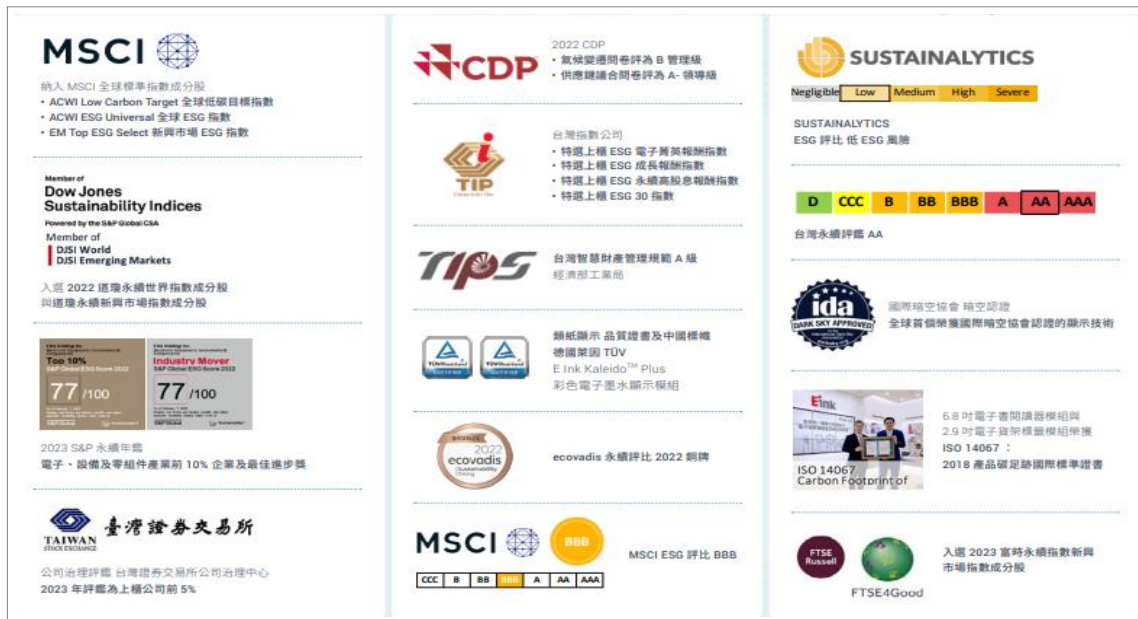 MSCI
納入 MSCI 全球標準指數成分股
• ACWI Low Carbon Target 全球低碳目標指數
• ACWI ESG Universal 全球 ESG 指數
• EM Top ESG Select 新興市場 ESG 指數
Member of
Dow Jones
Sustainability Indices
Powered by the S&P Global CSA
Member of
DJSI World
DJSI Emerging Markets
入選 2022 道瓊永續世界指數成分股
與道瓊永續新興市場指數成分股
E Ink Holdings Inc.
Top 10%
S&P Global ESG Score 2022
77 /100
E Ink Holdings Inc.
Industry Mover
S&P Global ESG Score 2022
77 /100
2023 S&P 永續年鑑
電子、設備及零組件產業前 10% 企業及最佳進步獎
TAIWAN
STOCK EXCHANGE
臺灣證券交易所
公司治理評鑑 台灣證券交易所公司治理中心
2023 年評鑑為上櫃公司前 5%
CDP
2022 CDP
• 氣候變遷問卷評為 B 管理級
• 供應鏈議合問卷評為 A- 領導級
TIP
台灣指數公司
• 特選上櫃 ESG 電子菁英報酬指數
• 特選上櫃 ESG 成長報酬指數
• 特選上櫃 ESG 永續高股息報酬指數
• 特選上櫃 ESG 30 指數
TIPS
台灣智慧財產管理規範 A 級
經濟部工業局
TÜVRheinland
CERTIFIED
TÜVRheinland
CERTIFIED
類紙顯示 品質證書及中國標幟
德國萊因 TÜV
E Ink Kaleido™ Plus
彩色電子墨水顯示模組
BRONZE
2022
ecovadis
Sustainability
Rating
ecovadis 永續評比 2022 銅牌
MSCI
BBB
CCC B BB BBB A AA AAA
MSCI ESG 評比 BBB
SUSTAINALYTICS
Negligible Low Medium High Severe
SUSTAINALYTICS
ESG 評比 低 ESG 風險
D CCC B BB BBB A AA AAA
台灣永續評鑑 AA
ida
DARK SKY APPROVED
國際暗空協會 暗空認證
全球首個榮獲國際暗空協會認證的顯示技術
E Ink
ISO 14067
Carbon Footprint of
6.8 吋電子書閱讀器模組與
2.9 吋電子貨架標籤模組榮獲
ISO 14067 ：
2018 產品碳足跡國際標準證書
FTSE
Russell
FTSE4Good
入選 2023 富時永續指數新興
市場指數成分股